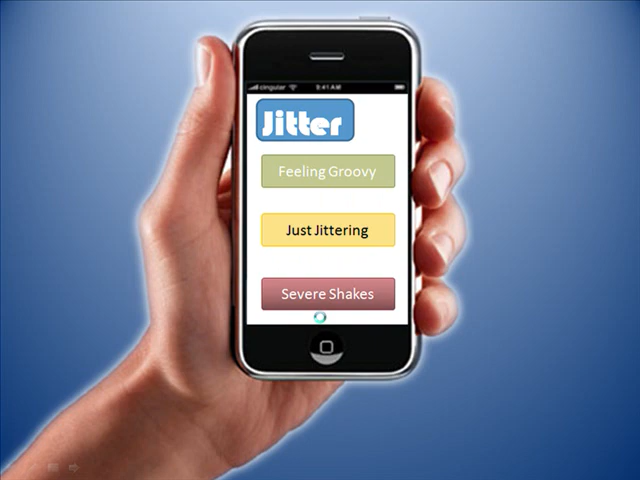 cingular 9:41 AM
Jitter
Feeling Groovy
Just Jittering
Severe Shakes